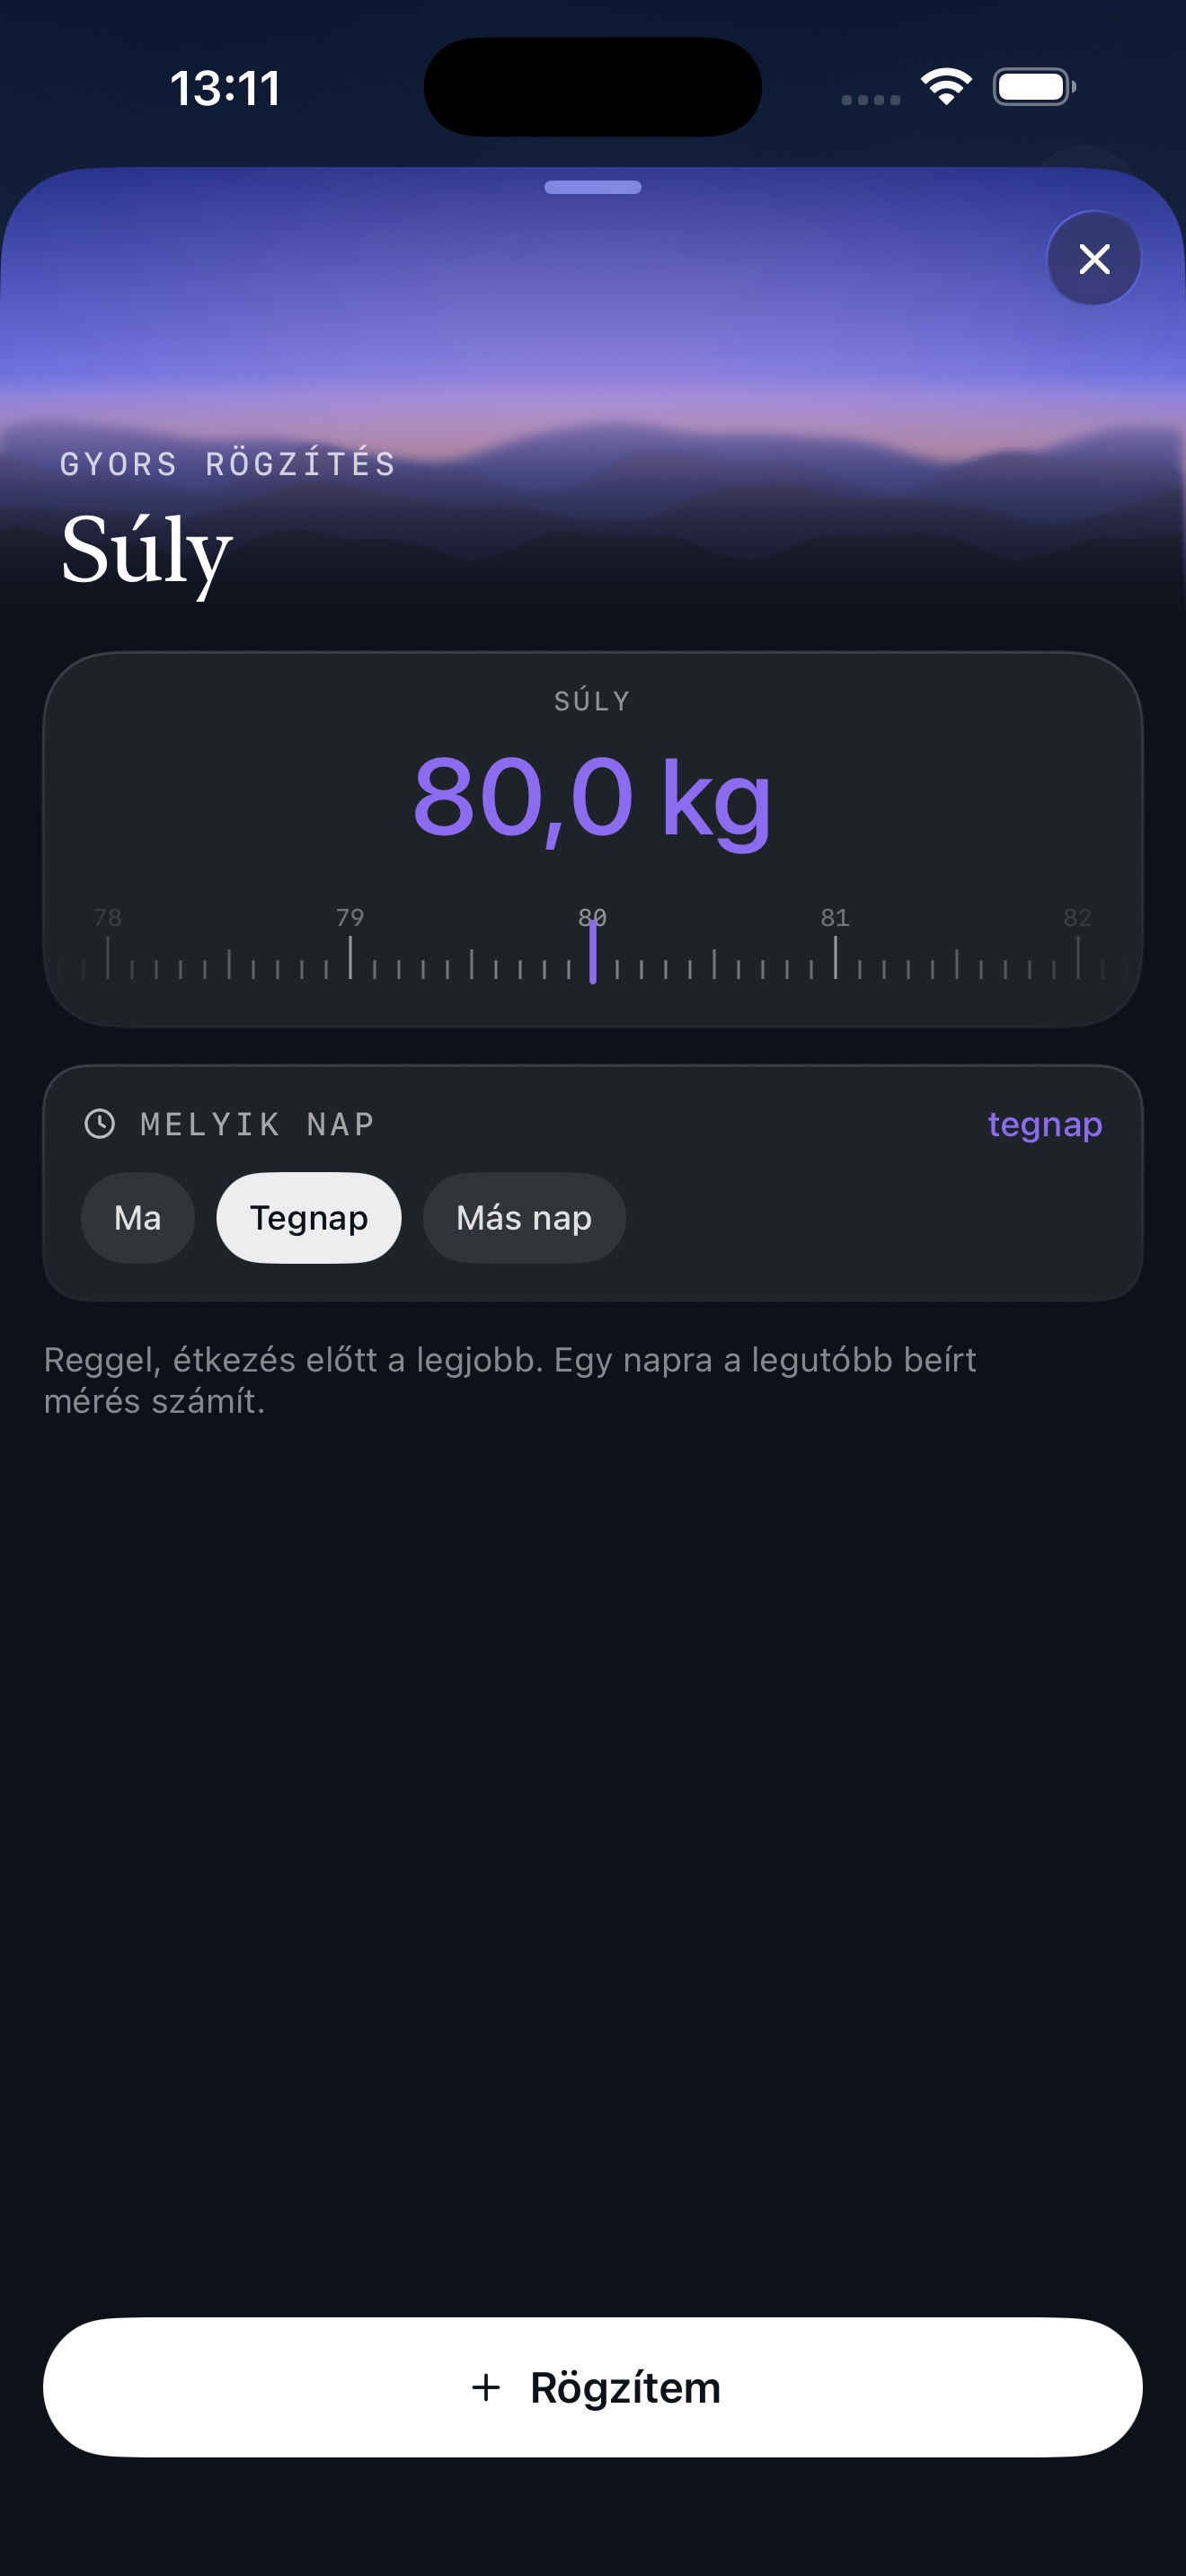 13:11
GYORS RÖGZÍTÉS
Súly
SÚLY
80,0 kg
78 79 80 81 82
MELYIK NAP tegnap
Ma Tegnap Más nap
Reggel, étkezés előtt a legjobb. Egy napra a legutóbb beírt
mérés számít.
+ Rögzítem